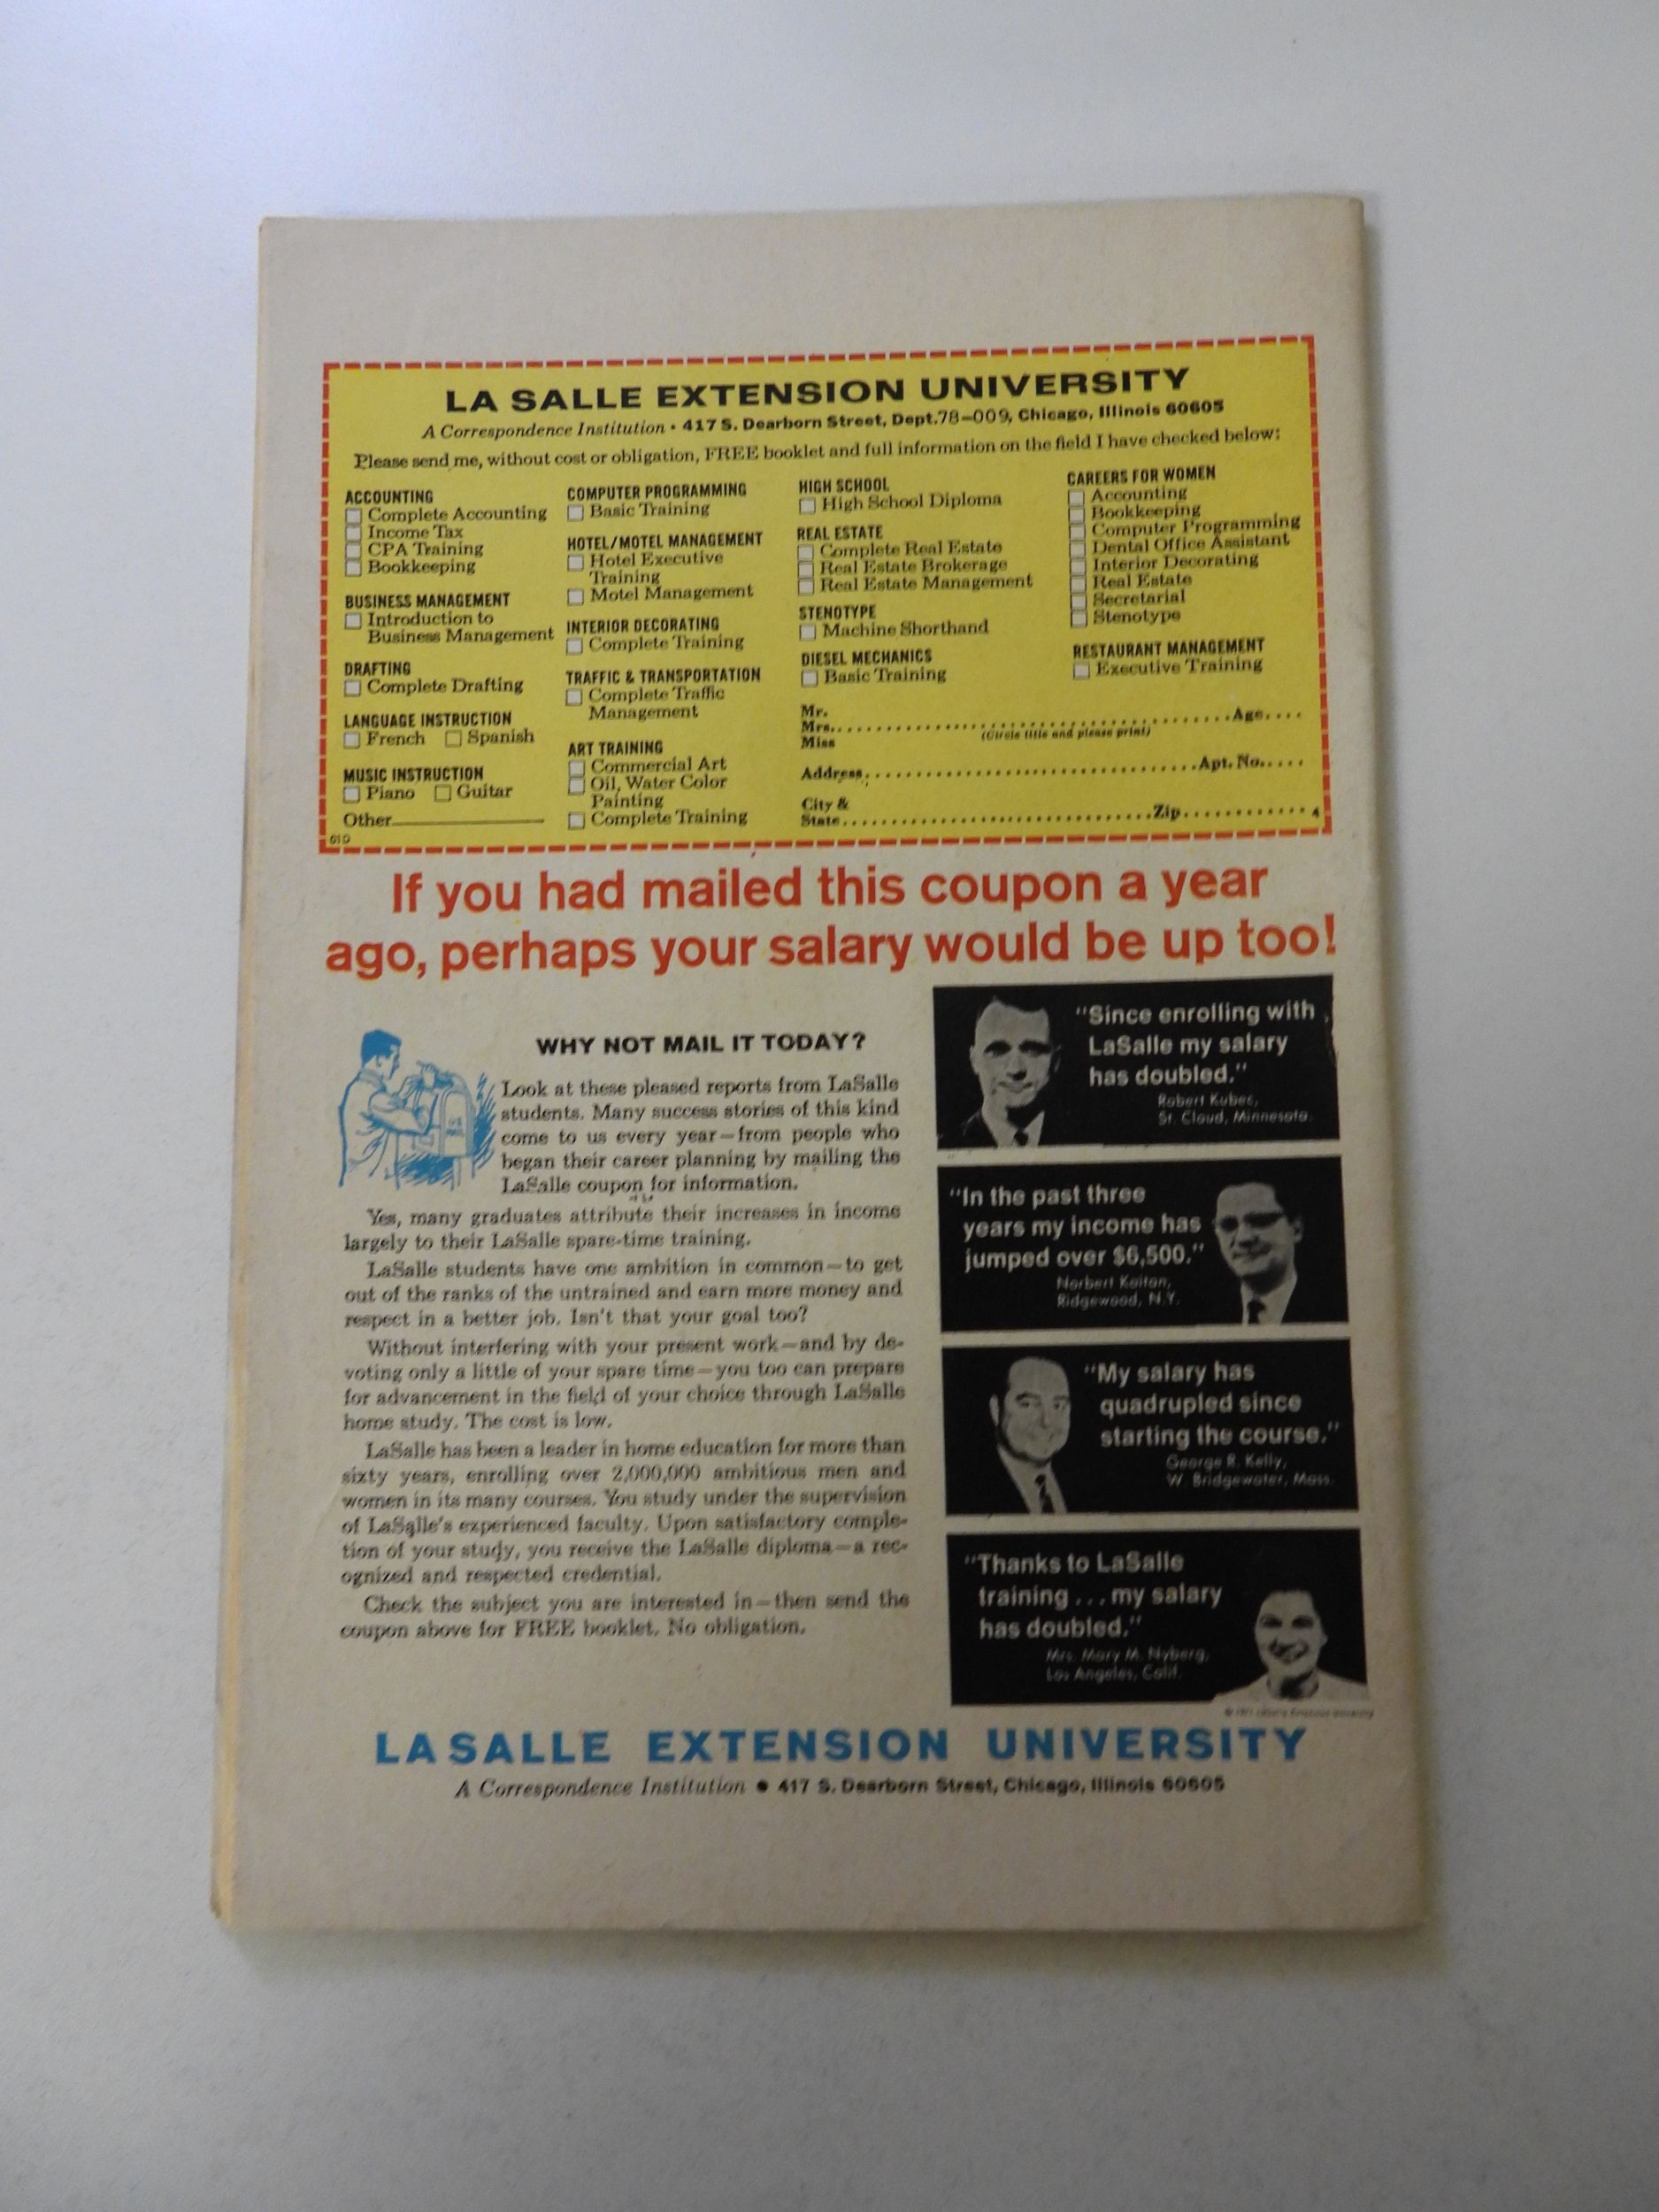 LA SALLE EXTENSION UNIVERSITY
A Correspondence Institution • 417 S. Dearborn Street, Dept. 78-009, Chicago, Illinois 60605
Please send me, without cost or obligation, FREE booklet and full information on the field I have checked below:
ACCOUNTING
Complete Accounting
Income Tax
CPA Training
Bookkeeping
BUSINESS MANAGEMENT
Introduction to
Business Management
DRAFTING
Complete Drafting
LANGUAGE INSTRUCTION
French Spanish
MUSIC INSTRUCTION
Piano Guitar
Other
010
COMPUTER PROGRAMMING
Basic Training
HOTEL/MOTEL MANAGEMENT
Hotel Executive
Training
Motel Management
INTERIOR DECORATING
Complete Training
TRAFFIC & TRANSPORTATION
Complete Traffic
Management
ART TRAINING
Commercial Art
Oil, Water Color
Painting
Complete Training
HIGH SCHOOL
High School Diploma
REAL ESTATE
Complete Real Estate
Real Estate Brokerage
Real Estate Management
STENOTYPE
Machine Shorthand
DIESEL MECHANICS
Basic Training
CAREERS FOR WOMEN
Accounting
Bookkeeping
Computer Programming
Dental Office Assistant
Interior Decorating
Real Estate
Secretarial
Stenotype
RESTAURANT MANAGEMENT
Executive Training
Mr.
Mrs. Age
Miss (Circle title and please print)
Address Apt. No.
City &
State Zip 4
If you had mailed this coupon a year
ago, perhaps your salary would be up too!
WHY NOT MAIL IT TODAY?
Look at these pleased reports from LaSalle
students. Many success stories of this kind
come to us every year—from people who
began their career planning by mailing the
LaSalle coupon for information.
Yes, many graduates attribute their increases in income
largely to their LaSalle spare-time training.
LaSalle students have one ambition in common—to get
out of the ranks of the untrained and earn more money and
respect in a better job. Isn't that your goal too?
Without interfering with your present work—and by de-
voting only a little of your spare time—you too can prepare
for advancement in the field of your choice through LaSalle
home study. The cost is low.
LaSalle has been a leader in home education for more than
sixty years, enrolling over 2,000,000 ambitious men and
women in its many courses. You study under the supervision
of LaSalle's experienced faculty. Upon satisfactory comple-
tion of your study, you receive the LaSalle diploma—a rec-
ognized and respected credential.
Check the subject you are interested in—then send the
coupon above for FREE booklet. No obligation.
"Since enrolling with
LaSalle my salary
has doubled."
Robert Kubec,
St. Cloud, Minnesota.
"In the past three
years my income has
jumped over $6,500."
Norbert Kaitan,
Ridgewood, N.Y.
"My salary has
quadrupled since
starting the course."
George R. Kelly,
W. Bridgewater, Mass.
"Thanks to LaSalle
training...my salary
has doubled."
Mrs. Mary M. Nyberg,
Los Angeles, Calif.
© 1971 LaSalle Extension University
LASALLE EXTENSION UNIVERSITY
A Correspondence Institution • 417 S. Dearborn Street, Chicago, Illinois 60605